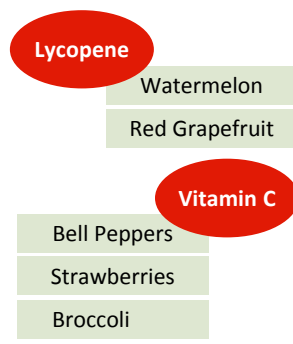 Lycopene
Watermelon
Red Grapefruit
Vitamin C
Bell Peppers
Strawberries
Broccoli